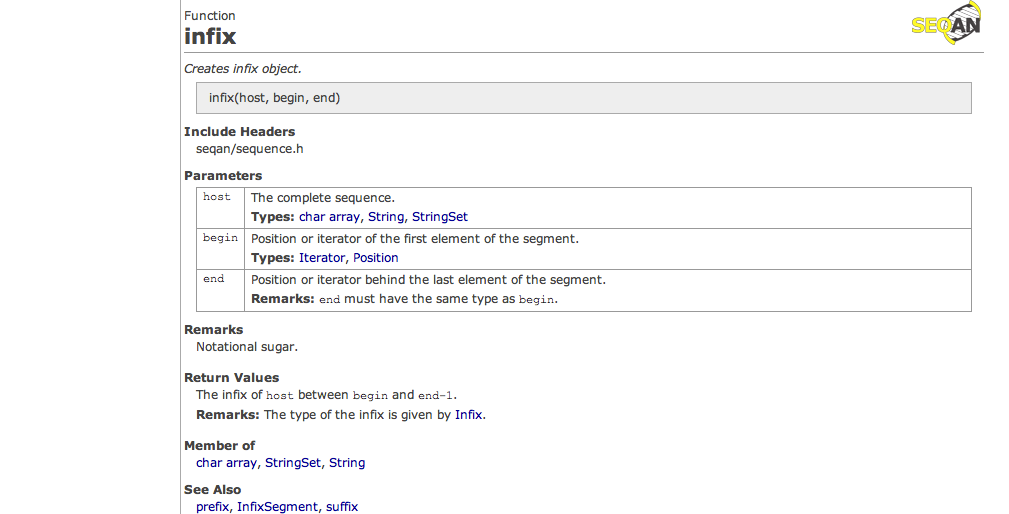 Function
SEQAN
infix
Creates infix object.
infix(host, begin, end)
Include Headers
seqan/sequence.h
Parameters
host The complete sequence.
Types: char array, String, StringSet
begin Position or iterator of the first element of the segment.
Types: Iterator, Position
end Position or iterator behind the last element of the segment.
Remarks: end must have the same type as begin.
Remarks
Notational sugar.
Return Values
The infix of host between begin and end-1.
Remarks: The type of the infix is given by Infix.
Member of
char array, StringSet, String
See Also
prefix, InfixSegment, suffix